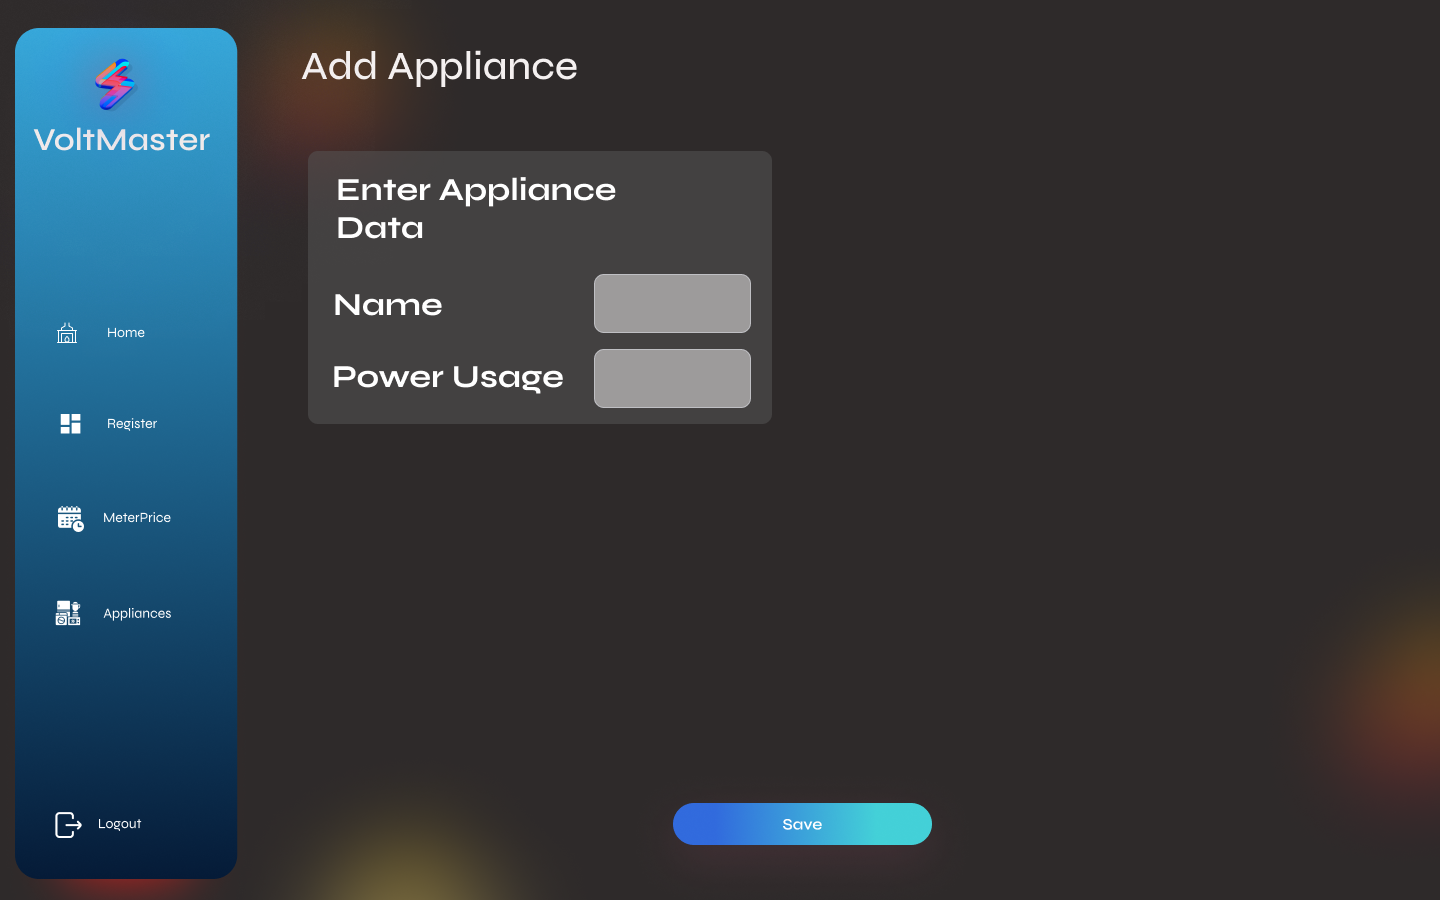 VoltMaster
Home
Register
MeterPrice
Appliances
Logout
Add Appliance
Enter Appliance
Data
Name
Power Usage
Save